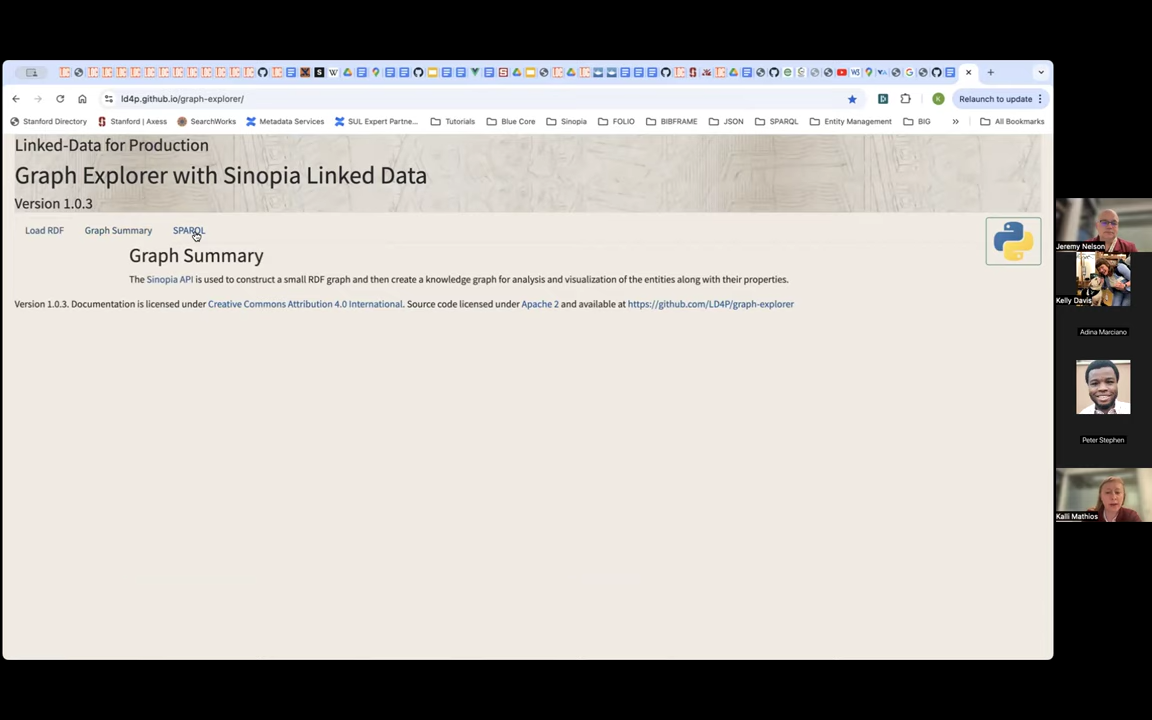 ld4p.github.io/graph-explorer/
Relaunch to update
Stanford Directory
Stanford | Axess
SearchWorks
Metadata Services
SUL Expert Partne...
Tutorials
Blue Core
Sinopia
FOLIO
BIBFRAME
JSON
SPARQL
Entity Management
BIG
»
All Bookmarks
Linked-Data for Production
Graph Explorer with Sinopia Linked Data
Version 1.0.3
Load RDF
Graph Summary
SPARQL
Graph Summary
The Sinopia API is used to construct a small RDF graph and then create a knowledge graph for analysis and visualization of the entities along with their properties.
Version 1.0.3. Documentation is licensed under Creative Commons Attribution 4.0 International. Source code licensed under Apache 2 and available at https://github.com/LD4P/graph-explorer
Jeremy Nelson
Kelly Davis
Adina Marciano
Peter Stephen
Kalli Mathios